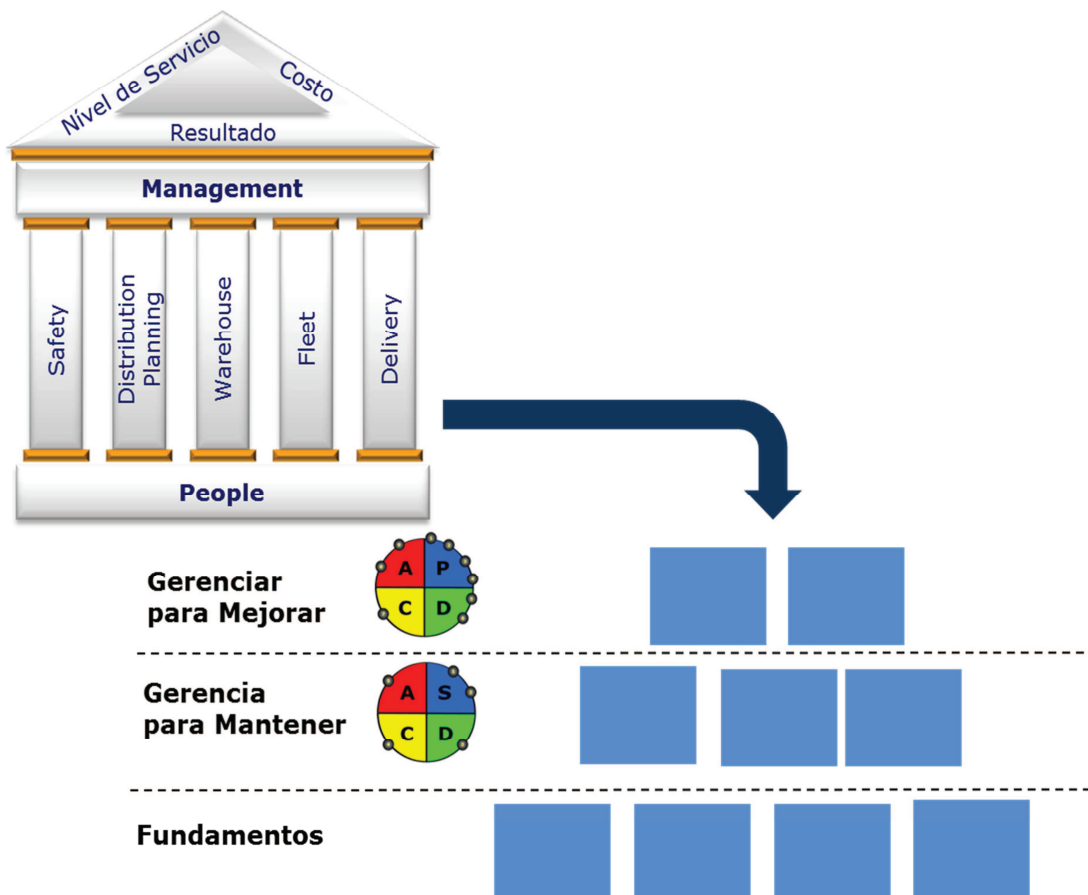 Nível de Servicio
Costo
Resultado
Management
Safety
Distribution
Planning
Warehouse
Fleet
Delivery
People
Gerenciar
para Mejorar
A P
C D
Gerencia
para Mantener
A S
C D
Fundamentos